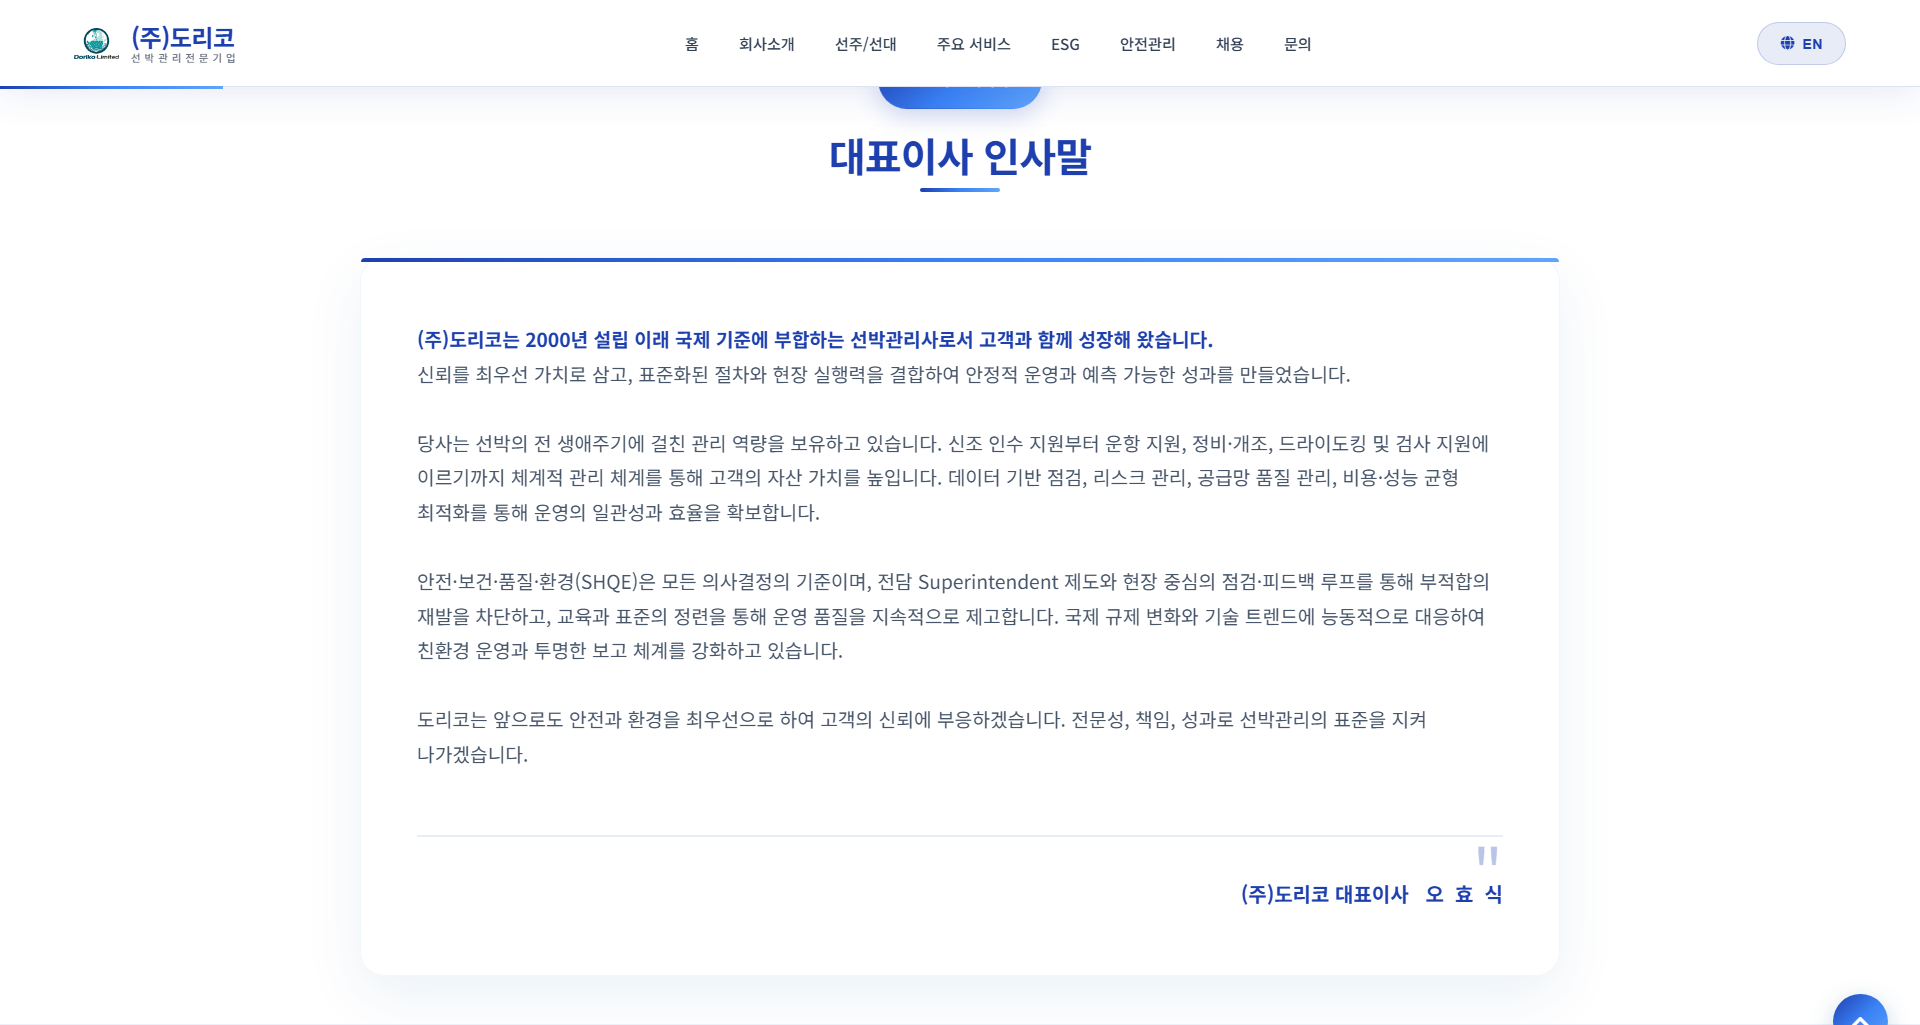 Doriko Limited
(주)도리코
선박관리전문기업
홈
회사소개
선주/선대
주요 서비스
ESG
안전관리
채용
문의
EN
대표이사 인사말
(주)도리코는 2000년 설립 이래 국제 기준에 부합하는 선박관리사로서 고객과 함께 성장해 왔습니다.
신뢰를 최우선 가치로 삼고, 표준화된 절차와 현장 실행력을 결합하여 안정적 운영과 예측 가능한 성과를 만들었습니다.
당사는 선박의 전 생애주기에 걸친 관리 역량을 보유하고 있습니다. 신조 인수 지원부터 운항 지원, 정비·개조, 드라이도킹 및 검사 지원에
이르기까지 체계적 관리 체계를 통해 고객의 자산 가치를 높입니다. 데이터 기반 점검, 리스크 관리, 공급망 품질 관리, 비용·성능 균형
최적화를 통해 운영의 일관성과 효율을 확보합니다.
안전·보건·품질·환경(SHQE)은 모든 의사결정의 기준이며, 전담 Superintendent 제도와 현장 중심의 점검·피드백 루프를 통해 부적합의
재발을 차단하고, 교육과 표준의 정련을 통해 운영 품질을 지속적으로 제고합니다. 국제 규제 변화와 기술 트렌드에 능동적으로 대응하여
친환경 운영과 투명한 보고 체계를 강화하고 있습니다.
도리코는 앞으로도 안전과 환경을 최우선으로 하여 고객의 신뢰에 부응하겠습니다. 전문성, 책임, 성과로 선박관리의 표준을 지켜
나가겠습니다.
"
(주)도리코 대표이사 오 효 식